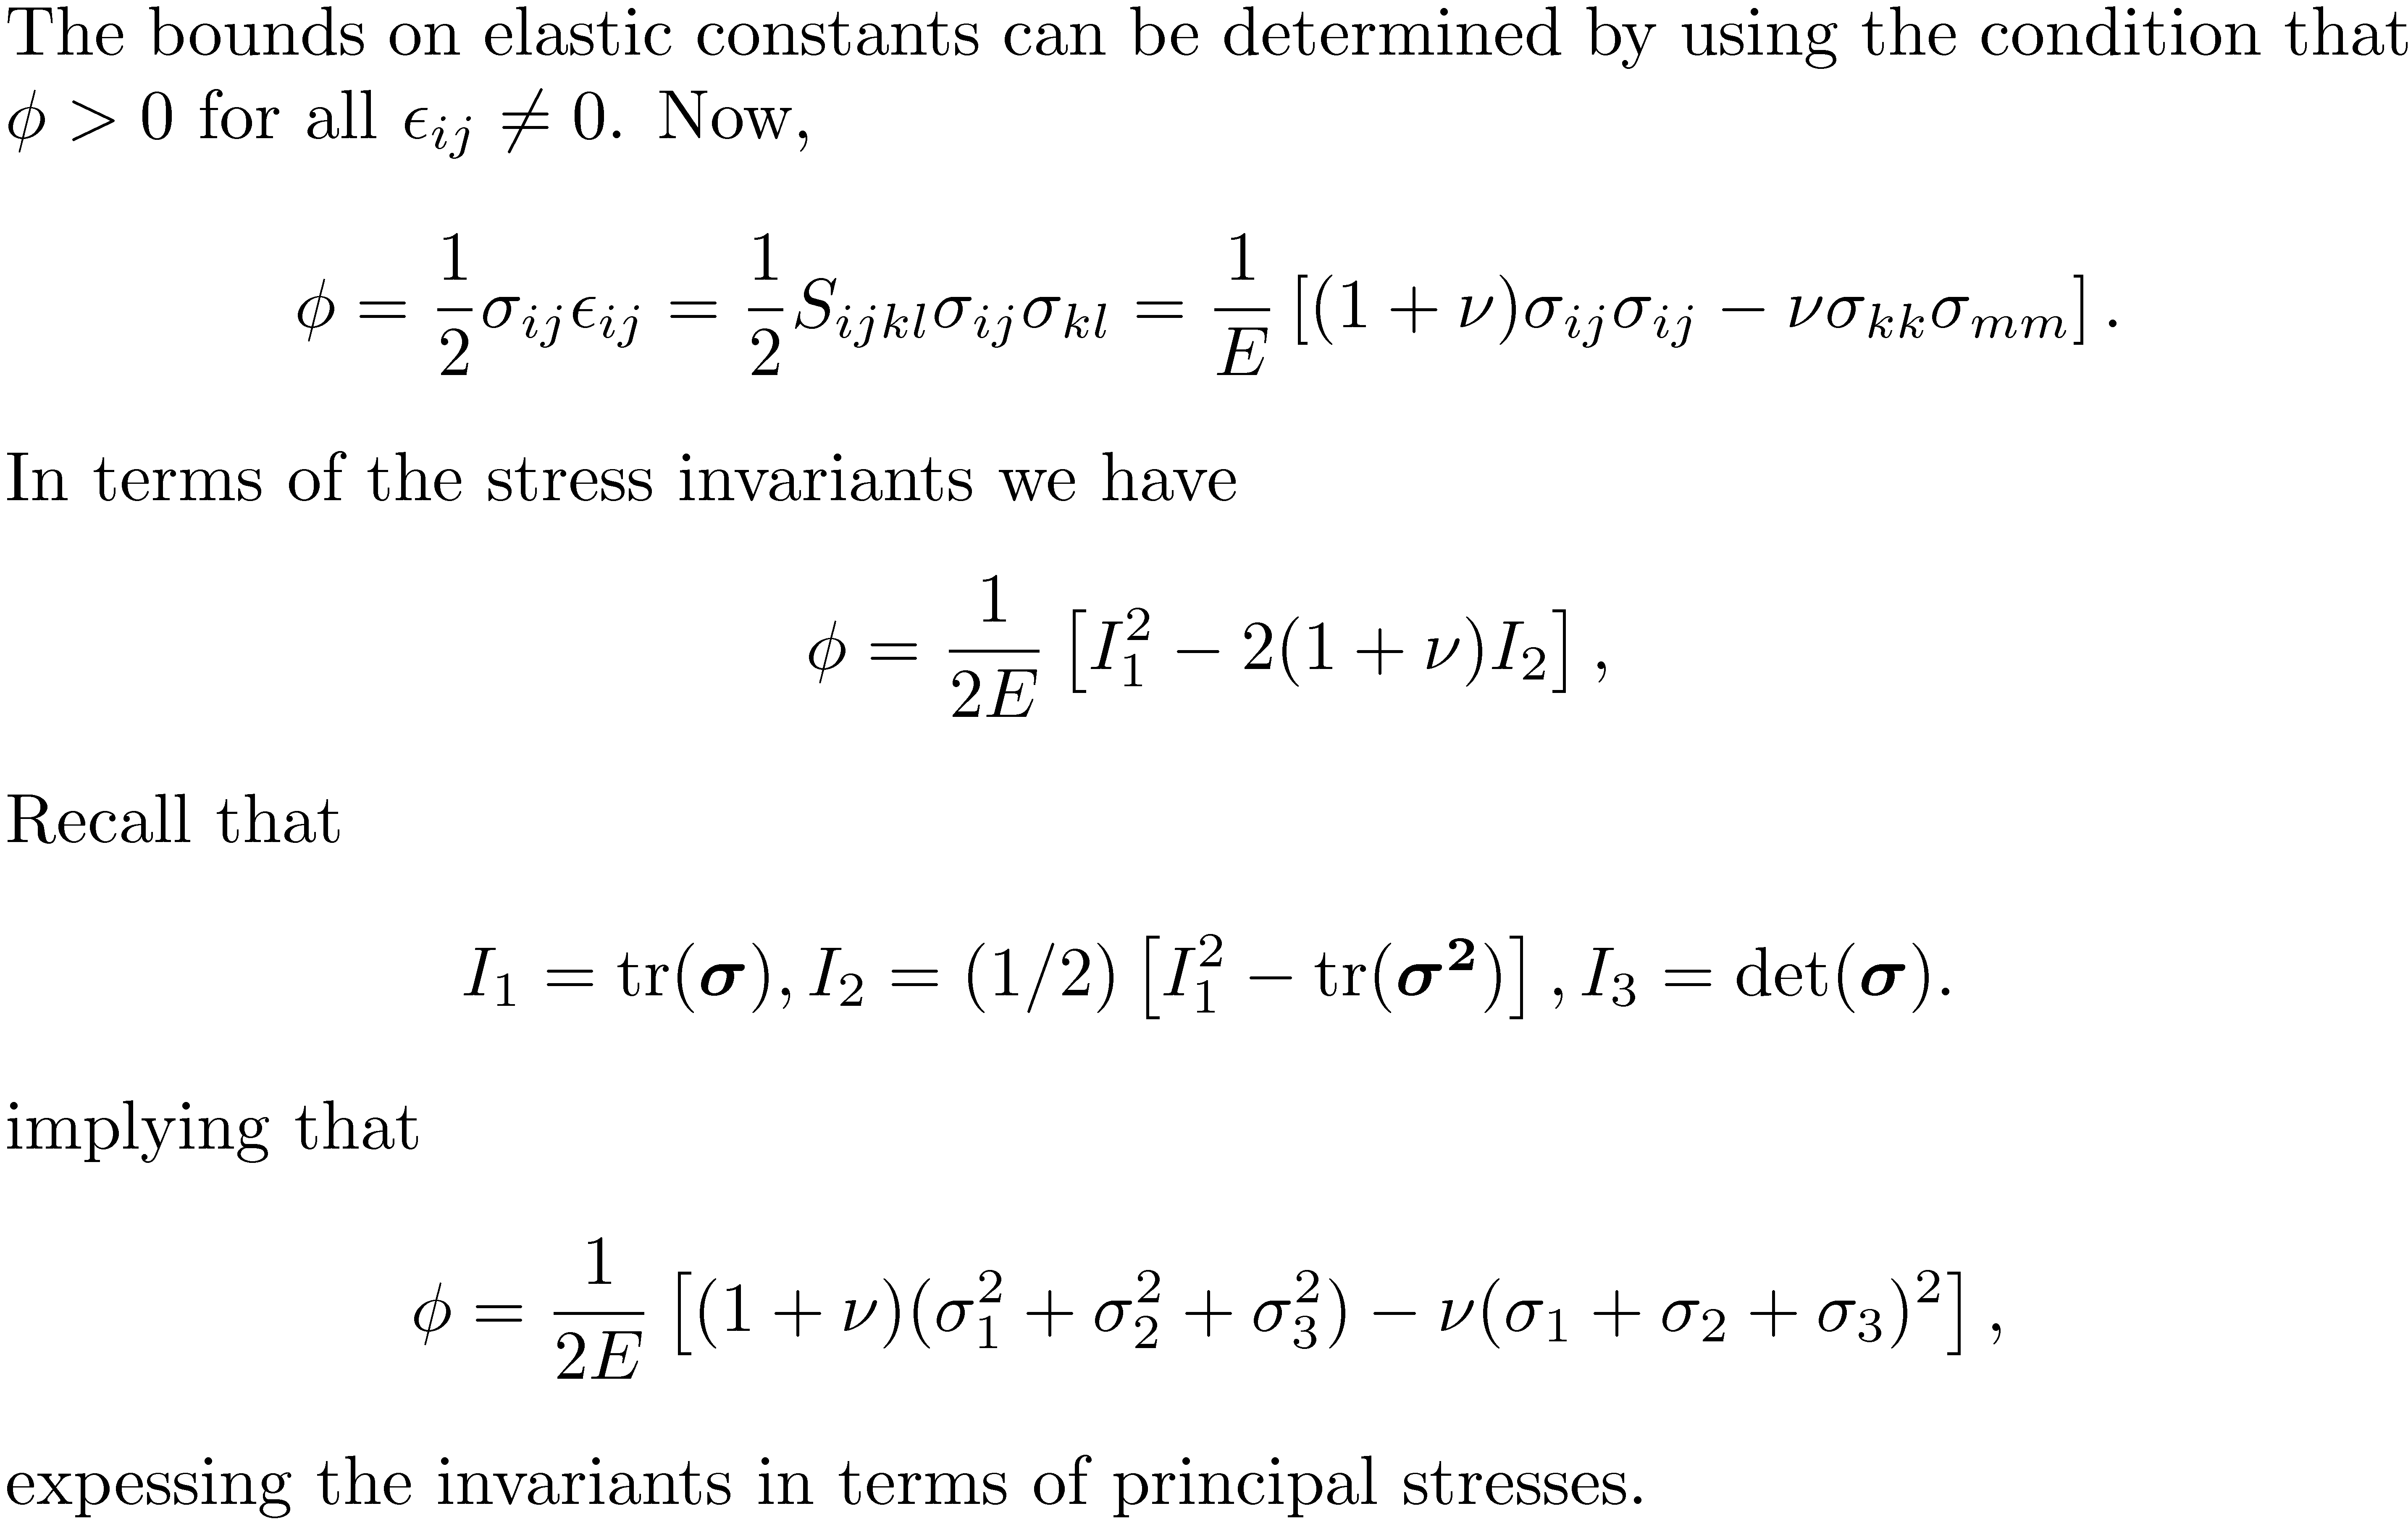 The bounds on elastic constants can be determined by using the condition that
ϕ > 0 for all ϵ_{ij} ≠ 0. Now,
ϕ = \frac{1}{2}σ_{ij}ϵ_{ij} = \frac{1}{2}S_{ijkl}σ_{ij}σ_{kl} = \frac{1}{E} [(1 + ν)σ_{ij}σ_{ij} − νσ_{kk}σ_{mm}] .
In terms of the stress invariants we have
ϕ = \frac{1}{2E} [I_1^2 − 2(1 + ν)I_2] ,
Recall that
I_1 = tr(**σ**), I_2 = (1/2) [I_1^2 − tr(**σ^2**)] , I_3 = det(**σ**).
implying that
ϕ = \frac{1}{2E} [(1 + ν)(σ_1^2 + σ_2^2 + σ_3^2) − ν(σ_1 + σ_2 + σ_3)^2] ,
expessing the invariants in terms of principal stresses.